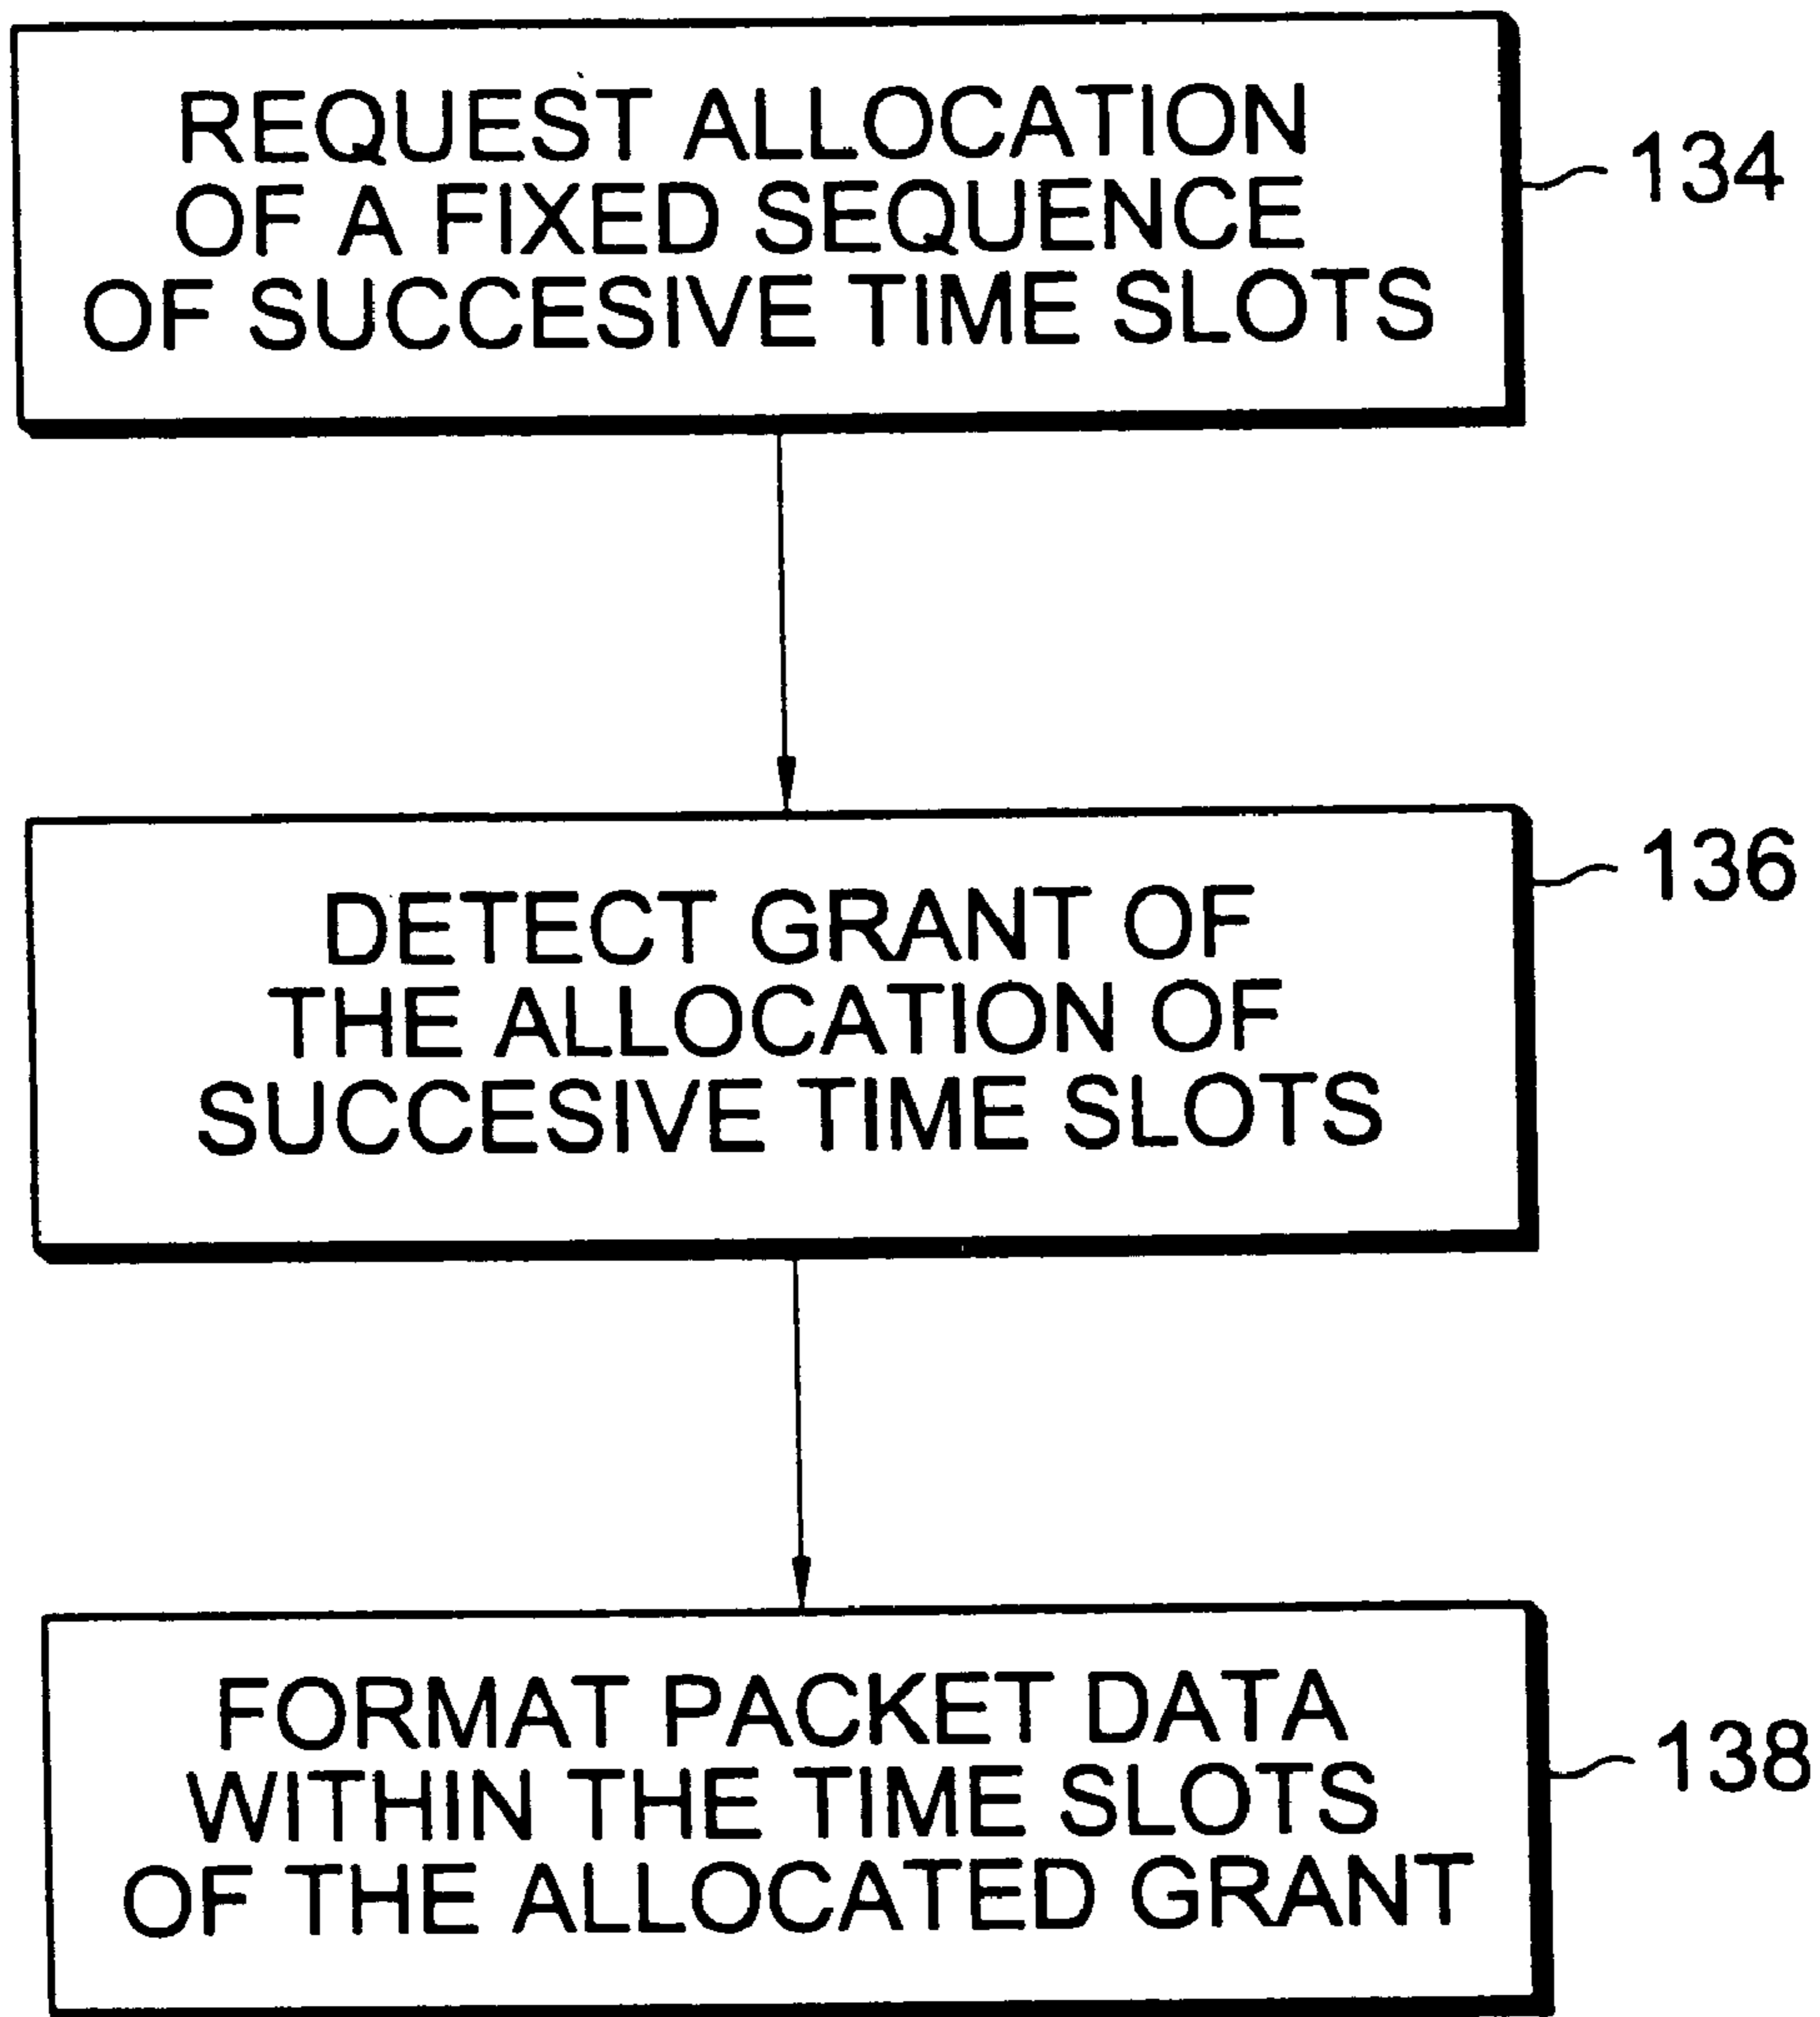 REQUEST ALLOCATION
OF A FIXED SEQUENCE
OF SUCCESIVE TIME SLOTS
134
DETECT GRANT OF
THE ALLOCATION OF
SUCCESIVE TIME SLOTS
136
FORMAT PACKET DATA
WITHIN THE TIME SLOTS
OF THE ALLOCATED GRANT
138